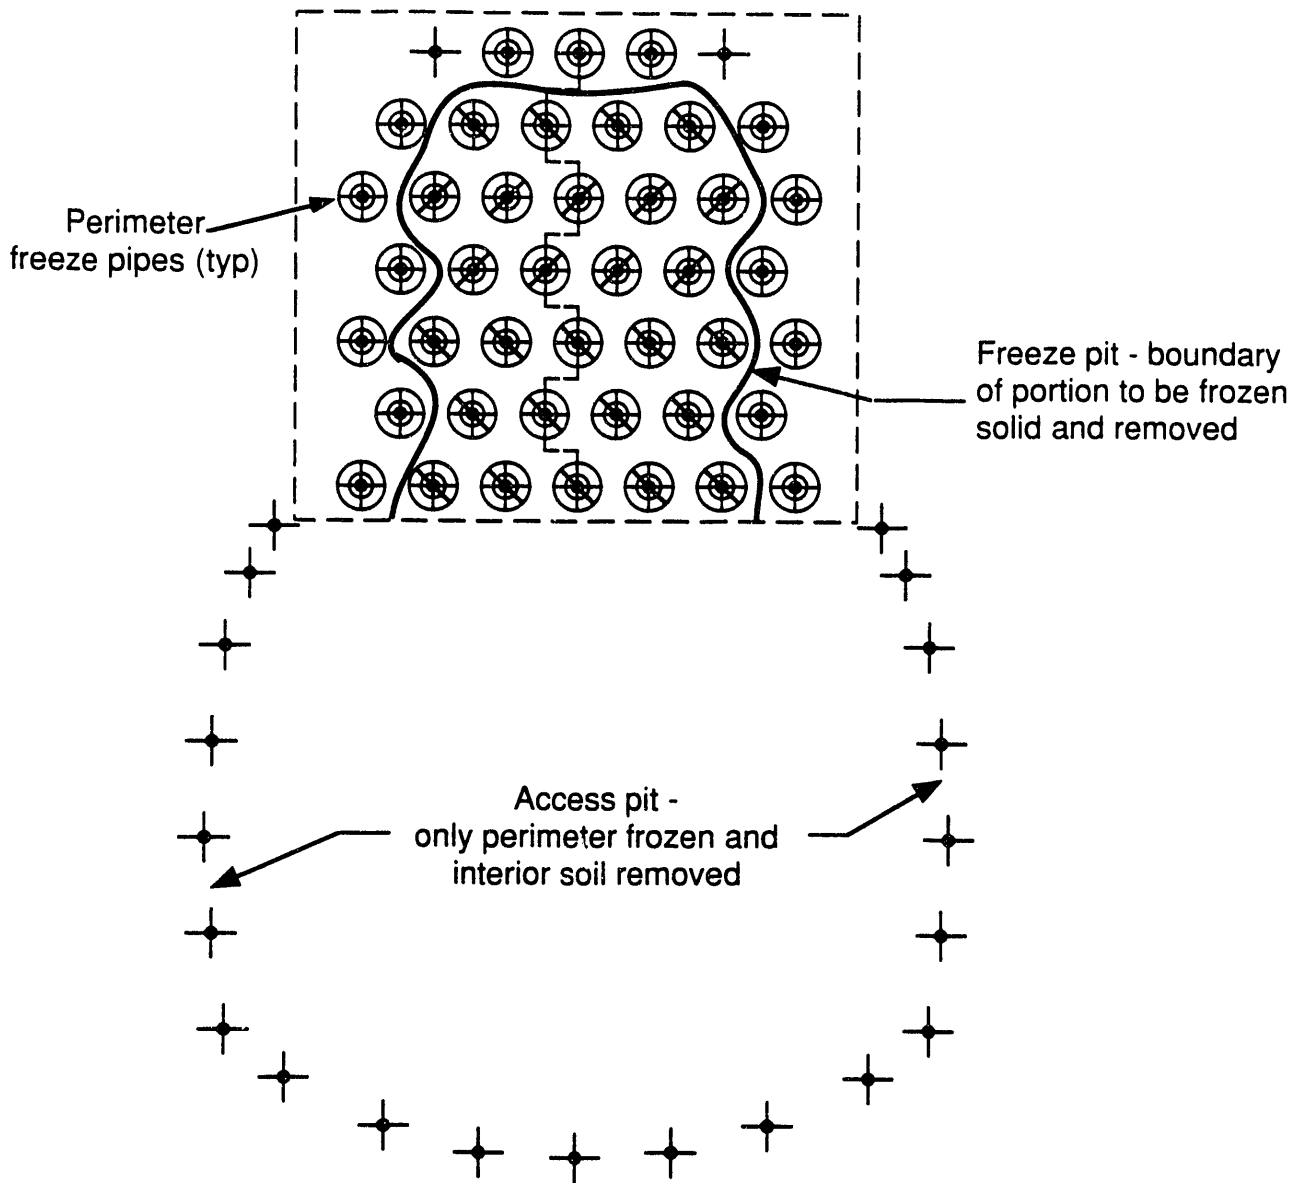 Perimeter
freeze pipes (typ)
Freeze pit - boundary
of portion to be frozen
solid and removed
Access pit -
only perimeter frozen and
interior soil removed